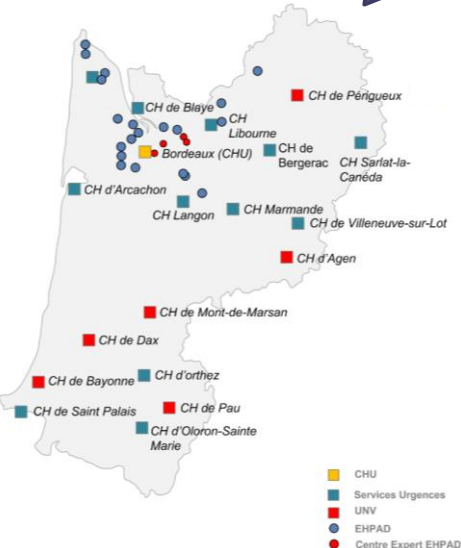 CH de Périgueux
CH de Blaye
CH
Libourne
Bordeaux (CHU)
CH de
Bergerac
CH Sarlat-la-
Canéda
CH d'Arcachon
CH Langon
CH Marmande
CH de Villeneuve-sur-Lot
CH d'Agen
CH de Mont-de-Marsan
CH de Dax
CH d'orthez
CH de Bayonne
CH de Saint Palais
CH de Pau
CH d'Oloron-Sainte
Marie
CHU
Services Urgences
UNV
EHPAD
Centre Expert EHPAD